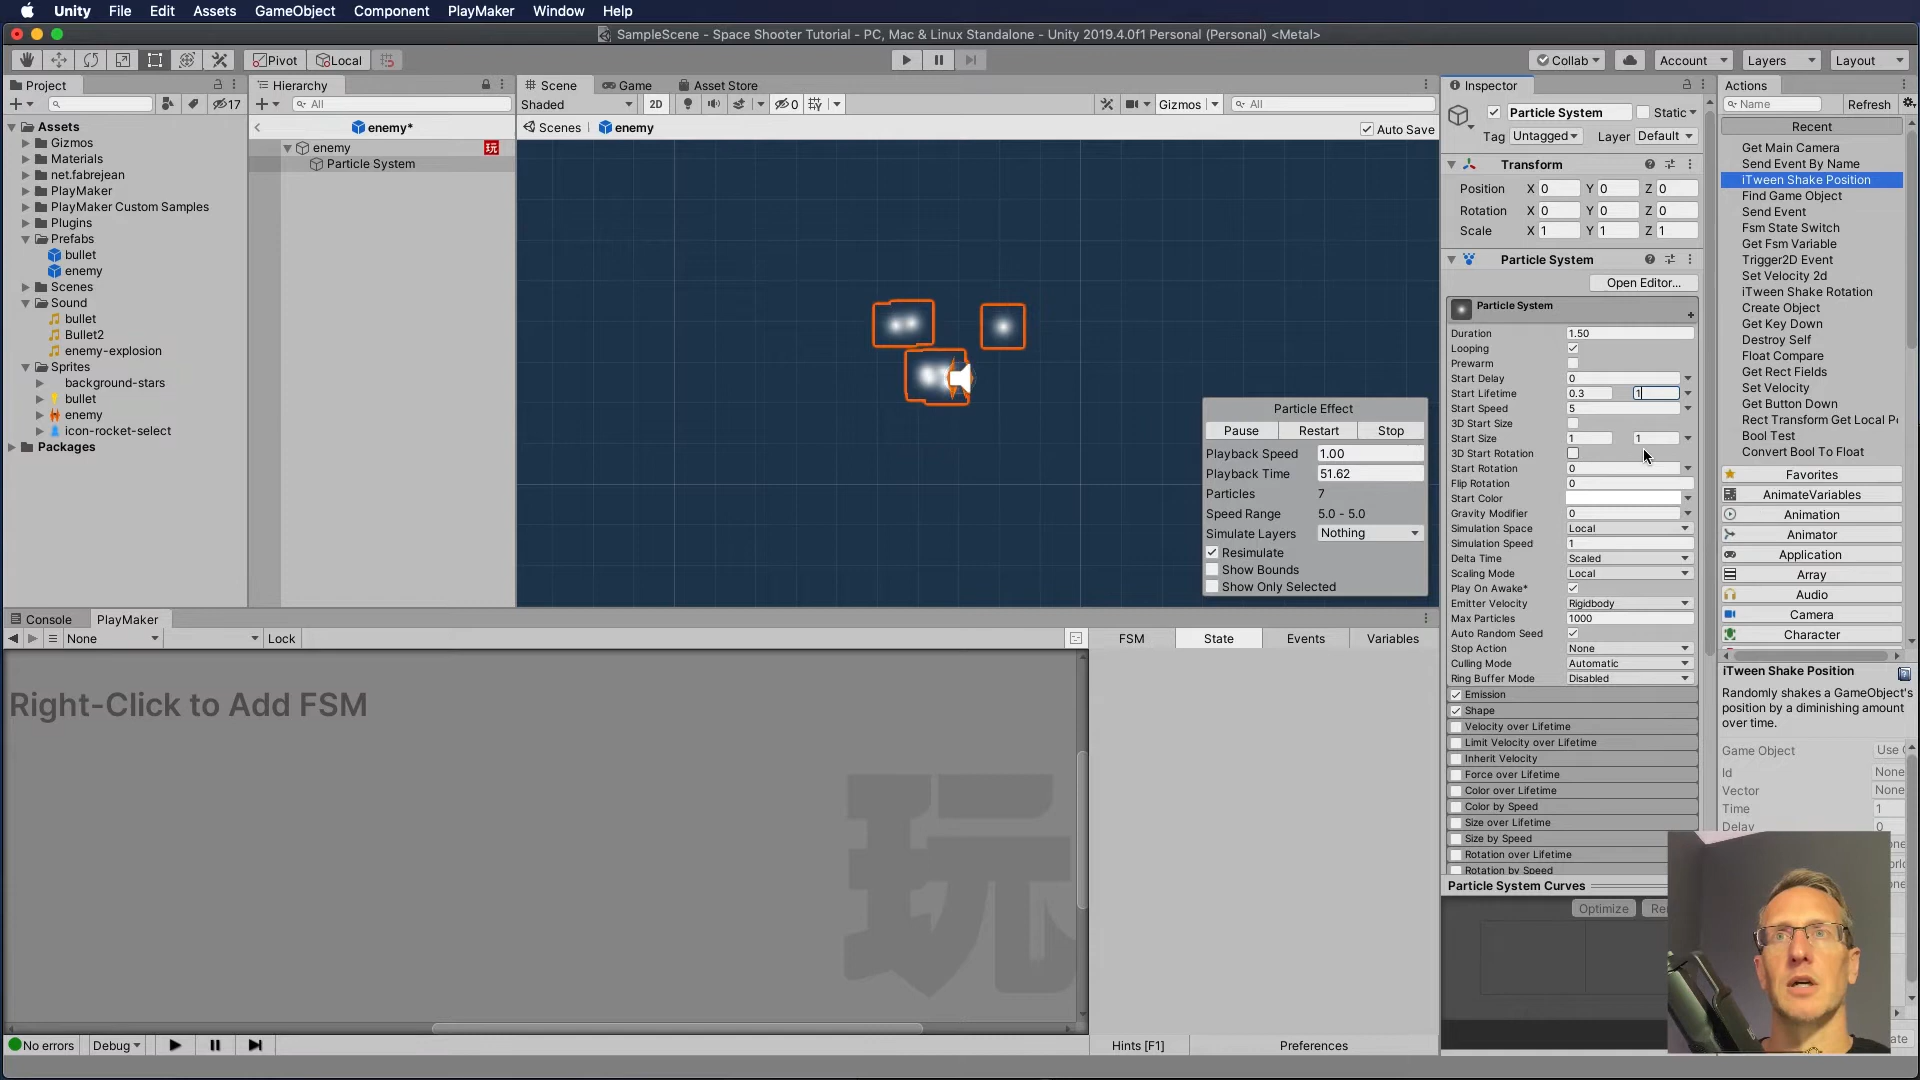 Unity File Edit Assets GameObject Component PlayMaker Window Help
SampleScene - Space Shooter Tutorial - PC, Mac & Linux Standalone - Unity 2019.4.0f1 Personal (Personal) <Metal>
Pivot Local Collab Account Layers Layout
Project
17
Assets
Gizmos
Materials
net.fabrejean
PlayMaker
PlayMaker Custom Samples
Plugins
Prefabs
bullet
enemy
Scenes
Sound
bullet
Bullet2
enemy-explosion
Sprites
background-stars
bullet
enemy
icon-rocket-select
Packages
Hierarchy
All
enemy*
enemy 玩
Particle System
Scene Game Asset Store
Shaded 2D 0 Gizmos All
Scenes enemy Auto Save
Particle Effect
Pause Restart Stop
Playback Speed 1.00
Playback Time 51.62
Particles 7
Speed Range 5.0 - 5.0
Simulate Layers Nothing
Resimulate
Show Bounds
Show Only Selected
Inspector
Particle System Static
Tag Untagged Layer Default
Transform
Position X 0 Y 0 Z 0
Rotation X 0 Y 0 Z 0
Scale X 1 Y 1 Z 1
Particle System
Open Editor...
Particle System
Duration 1.50
Looping
Prewarm
Start Delay 0
Start Lifetime 0.3 1
Start Speed 5
3D Start Size
Start Size 1 1
3D Start Rotation
Start Rotation 0
Flip Rotation 0
Start Color
Gravity Modifier 0
Simulation Space Local
Simulation Speed 1
Delta Time Scaled
Scaling Mode Local
Play On Awake*
Emitter Velocity Rigidbody
Max Particles 1000
Auto Random Seed
Stop Action None
Culling Mode Automatic
Ring Buffer Mode Disabled
Emission
Shape
Velocity over Lifetime
Limit Velocity over Lifetime
Inherit Velocity
Force over Lifetime
Color over Lifetime
Color by Speed
Size over Lifetime
Size by Speed
Rotation over Lifetime
Rotation by Speed
Particle System Curves
Optimize Re
Actions
Name Refresh
Recent
Get Main Camera
Send Event By Name
iTween Shake Position
Find Game Object
Send Event
Fsm State Switch
Get Fsm Variable
Trigger2D Event
Set Velocity 2d
iTween Shake Rotation
Create Object
Get Key Down
Destroy Self
Float Compare
Get Rect Fields
Set Velocity
Get Button Down
Rect Transform Get Local Po
Bool Test
Convert Bool To Float
Favorites
AnimateVariables
Animation
Animator
Application
Array
Audio
Camera
Character
iTween Shake Position
Randomly shakes a GameObject's
position by a diminishing amount
over time.
Game Object Use
Id None
Vector None
Time 1
Delay 0
Console PlayMaker
None Lock FSM State Events Variables
Right-Click to Add FSM
玩
No errors Debug Hints [F1] Preferences